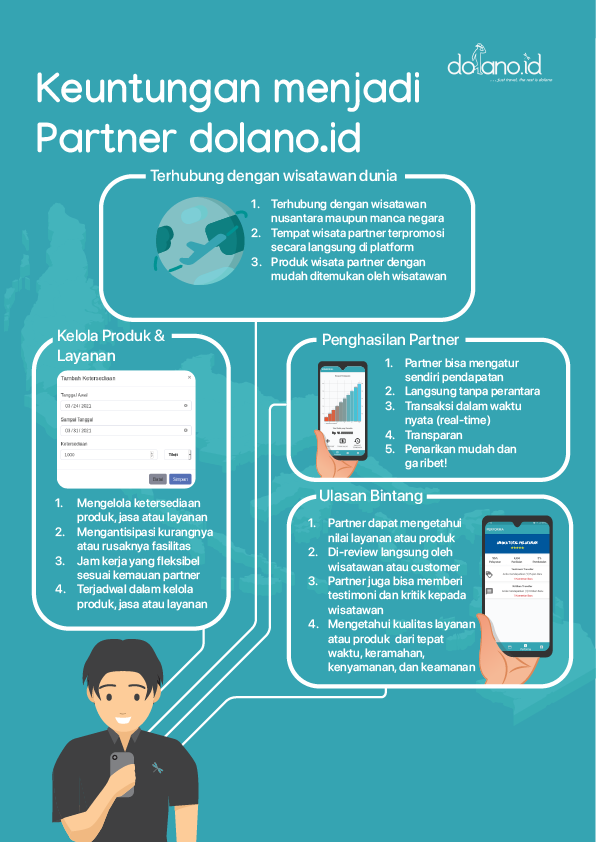 dolano.id
... just travel, the rest is dolano
Keuntungan menjadi
Partner dolano.id
Terhubung dengan wisatawan dunia
1. Terhubung dengan wisatawan
nusantara maupun manca negara
2. Tempat wisata partner terpromosi
secara langsung di platform
3. Produk wisata partner dengan
mudah ditemukan oleh wisatawan
Kelola Produk &
Layanan
Tambah Ketersediaan
Tanggal Awal
03 / 24 / 2021
Sampai Tanggal
03 / 31 / 2021
Ketersediaan
1,000
Tiket
Batal
Simpan
1. Mengelola ketersediaan
produk, jasa atau layanan
2. Mengantisipasi kurangnya
atau rusaknya fasilitas
3. Jam kerja yang fleksibel
sesuai kemauan partner
4. Terjadwal dalam kelola
produk, jasa atau layanan
Penghasilan Partner
1. Partner bisa mengatur
sendiri pendapatan
2. Langsung tanpa perantara
3. Transaksi dalam waktu
nyata (real-time)
4. Transparan
5. Penarikan mudah dan
ga ribet!
Ulasan Bintang
1. Partner dapat mengetahui
nilai layanan atau produk
2. Di-review langsung oleh
wisatawan atau customer
3. Partner juga bisa memberi
testimoni dan kritik kepada
wisatawan
4. Mengetahui kualitas layanan
atau produk dari tepat
waktu, keramahan,
kenyamanan, dan keamanan